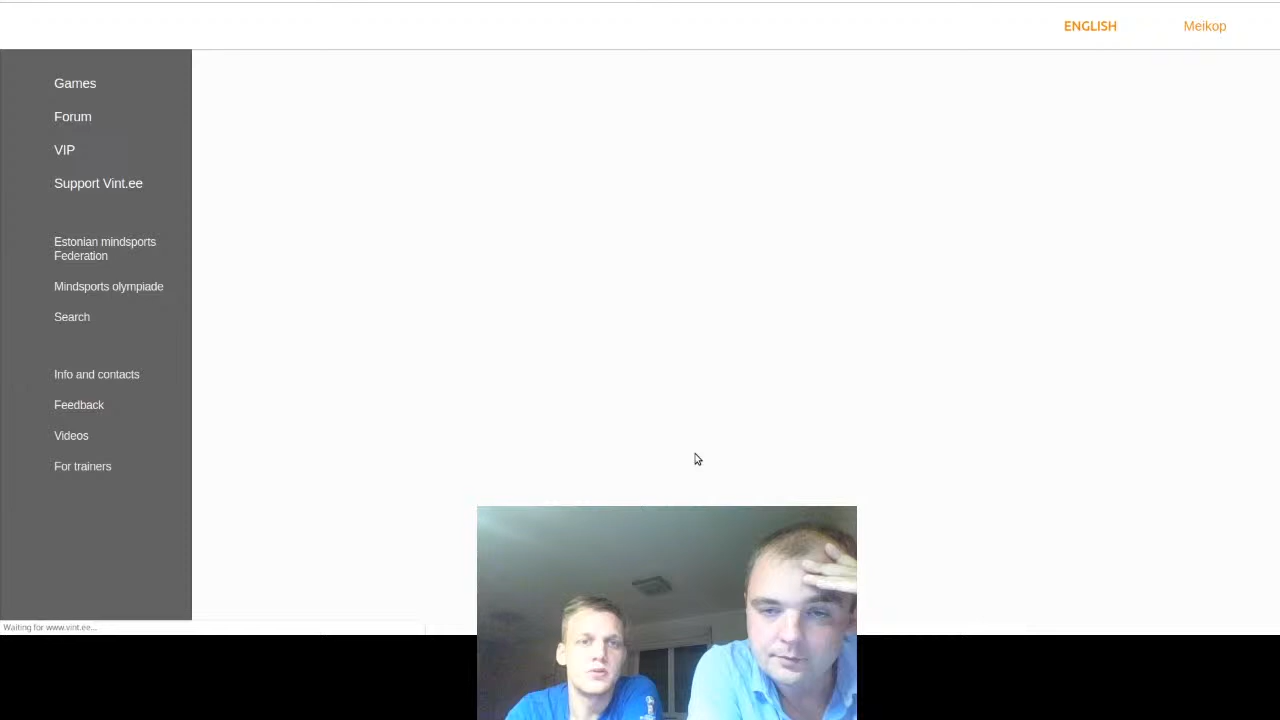 ENGLISH
Meikop
Games
Forum
VIP
Support Vint.ee
Estonian mindsports
Federation
Mindsports olympiade
Search
Info and contacts
Feedback
Videos
For trainers
Waiting for www.vint.ee...